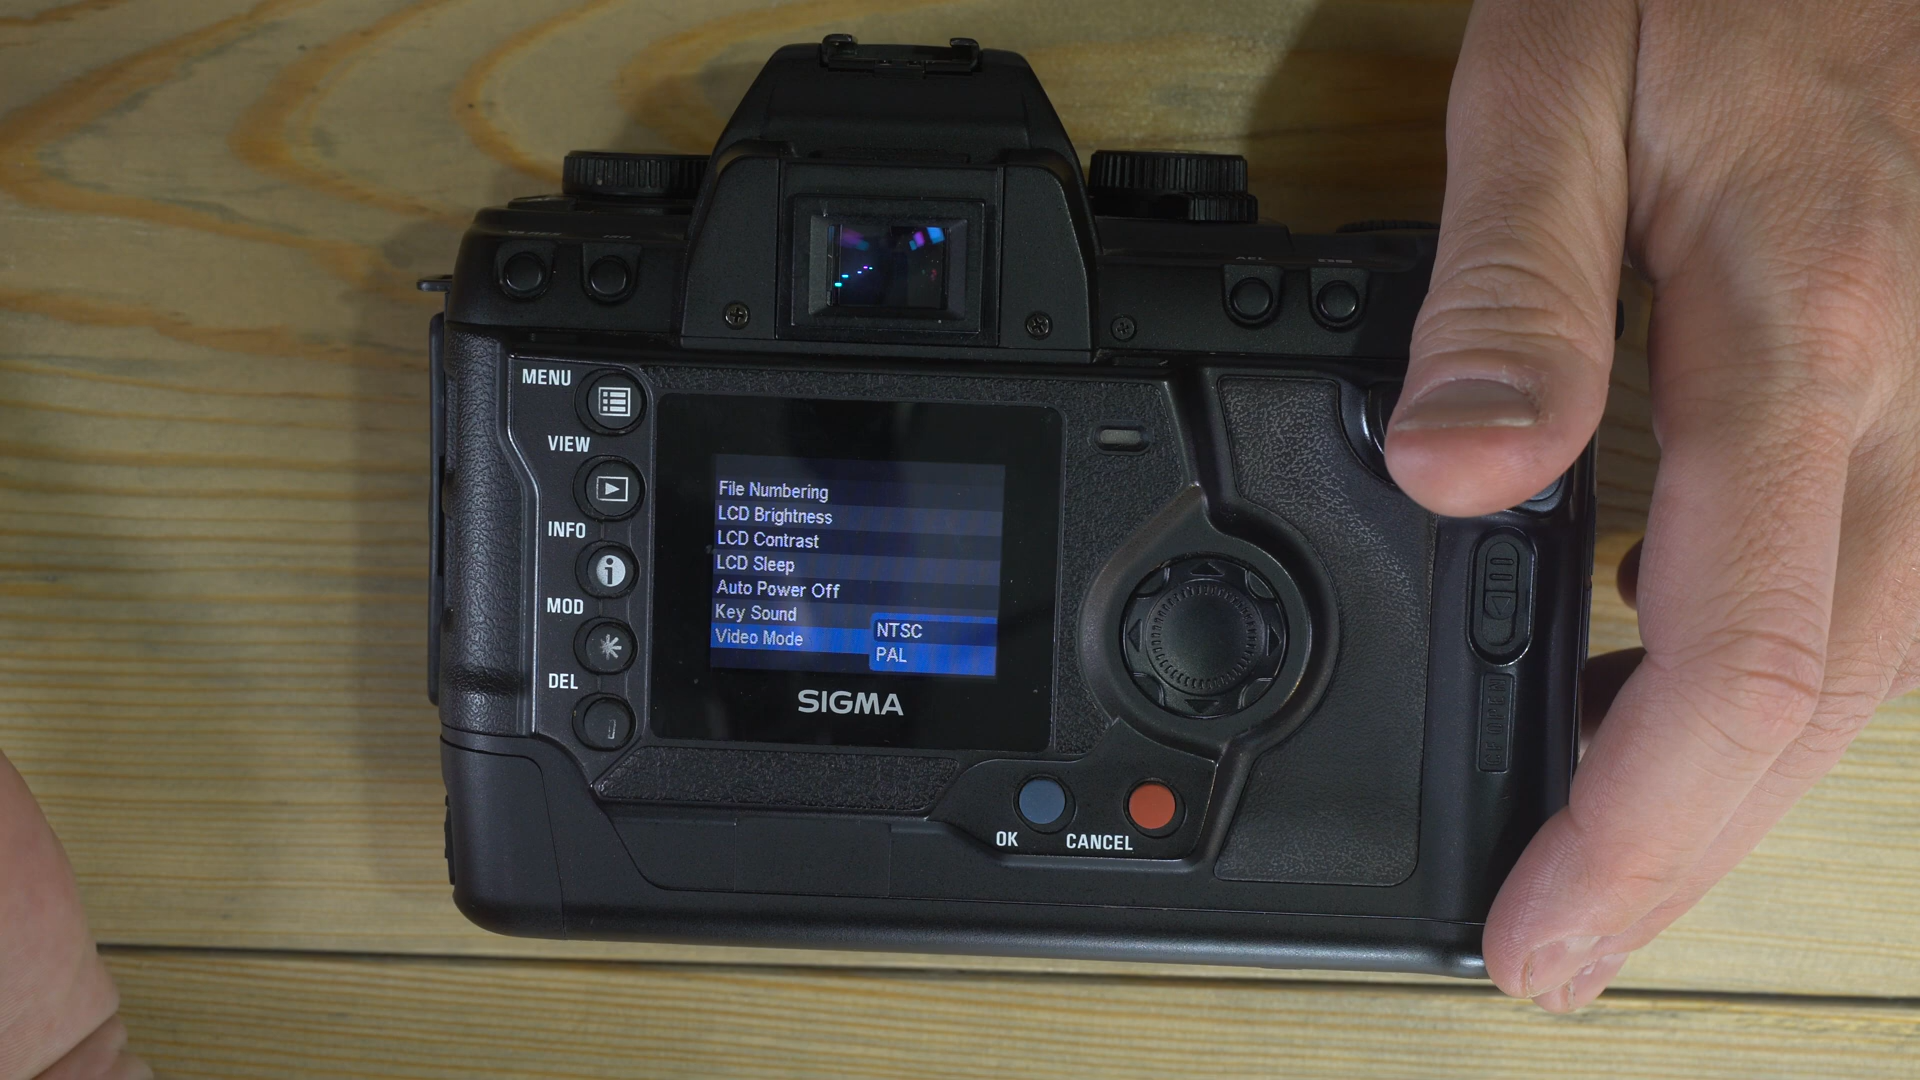 MENU
VIEW
INFO
MOD
DEL
File Numbering
LCD Brightness
LCD Contrast
LCD Sleep
Auto Power Off
Key Sound
Video Mode
NTSC
PAL
SIGMA
OK
CANCEL